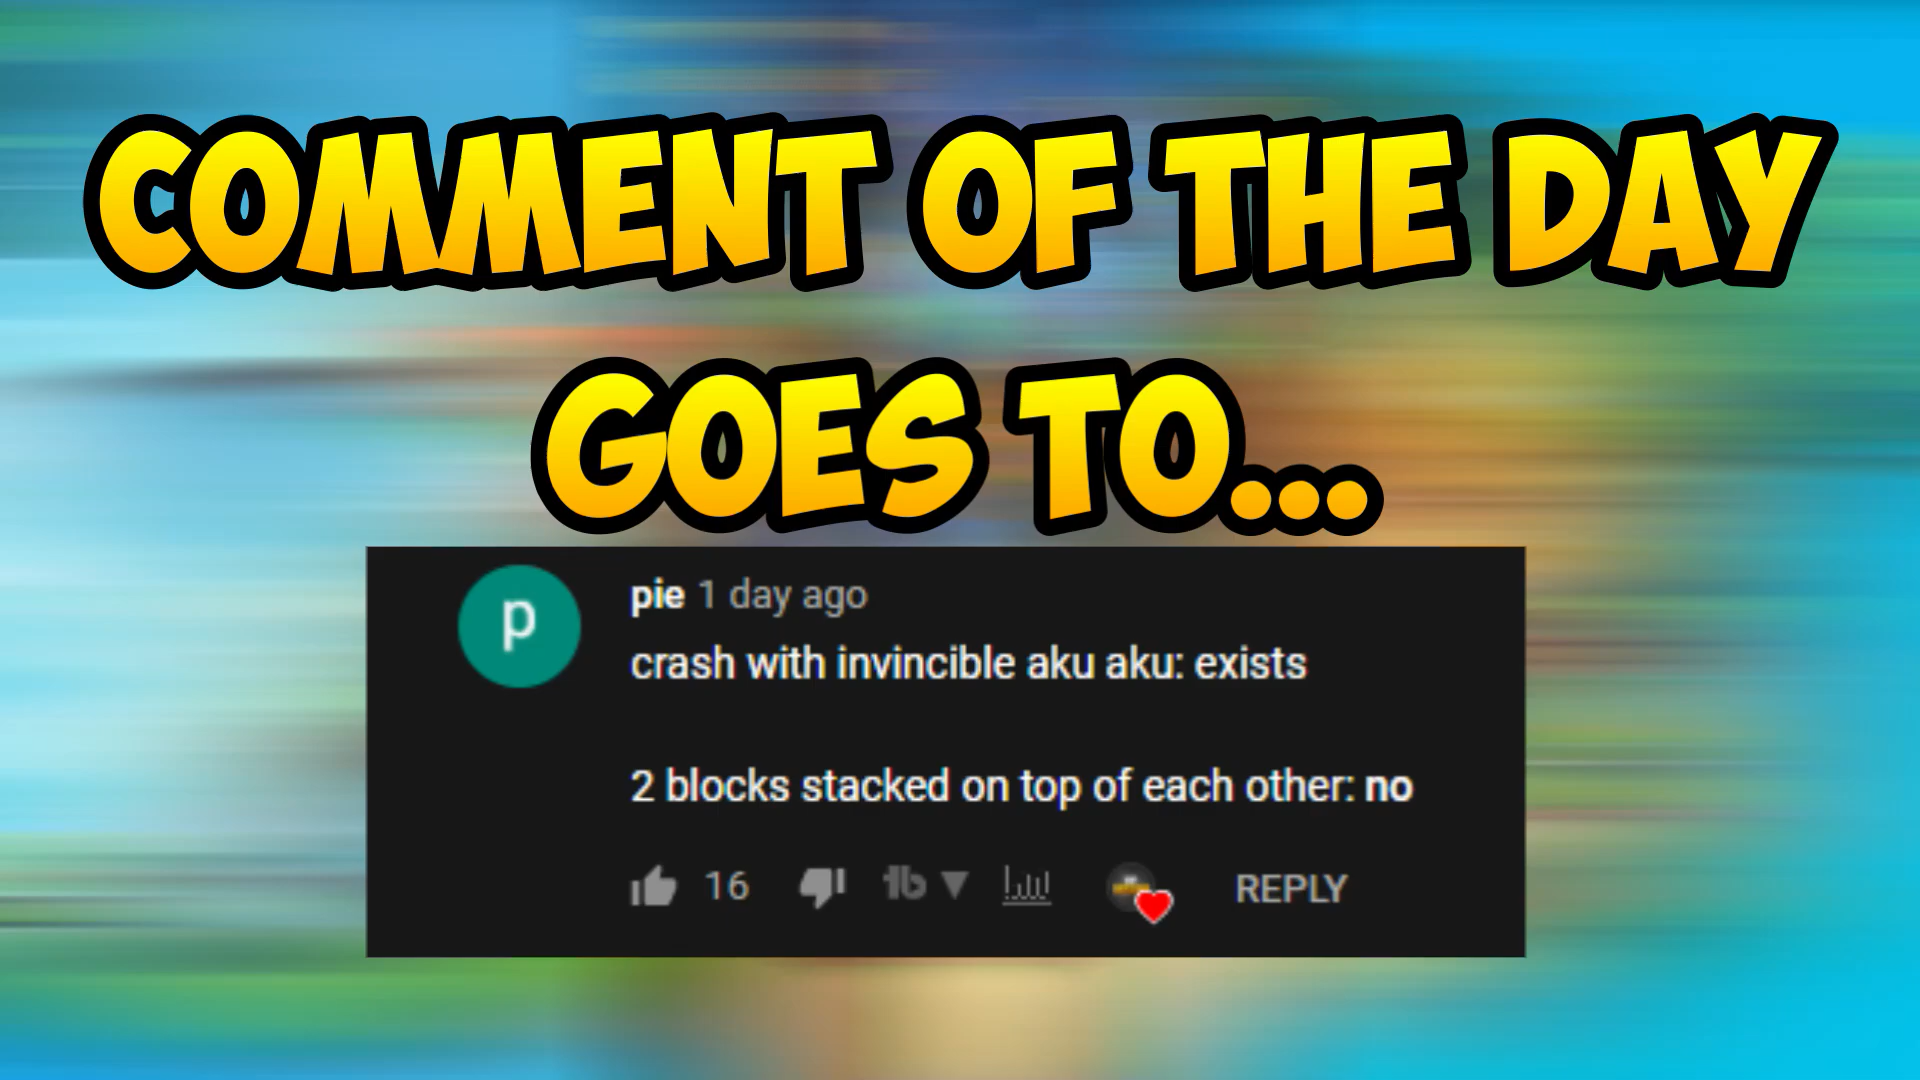 COMMENT OF THE DAY
GOES TO...
p
pie 1 day ago
crash with invincible aku aku: exists
2 blocks stacked on top of each other: no
16 tb REPLY